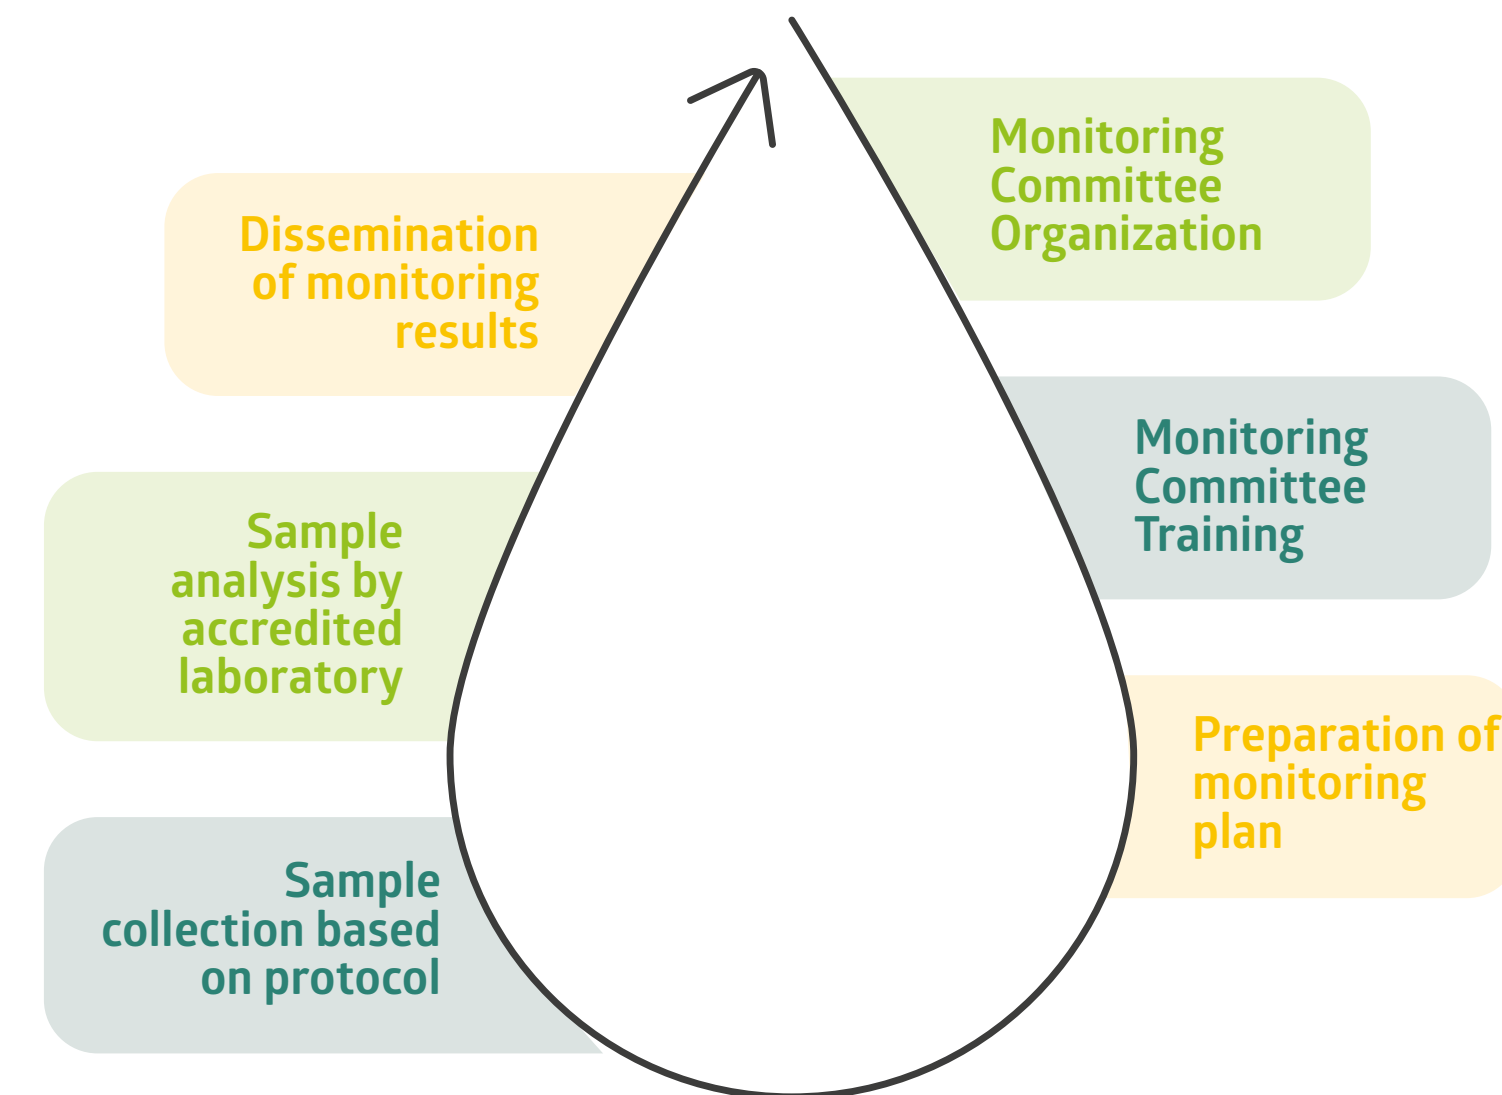 Monitoring
Committee
Organization
Monitoring
Committee
Training
Preparation of
monitoring
plan
Sample
collection based
on protocol
Sample
analysis by
accredited
laboratory
Dissemination
of monitoring
results